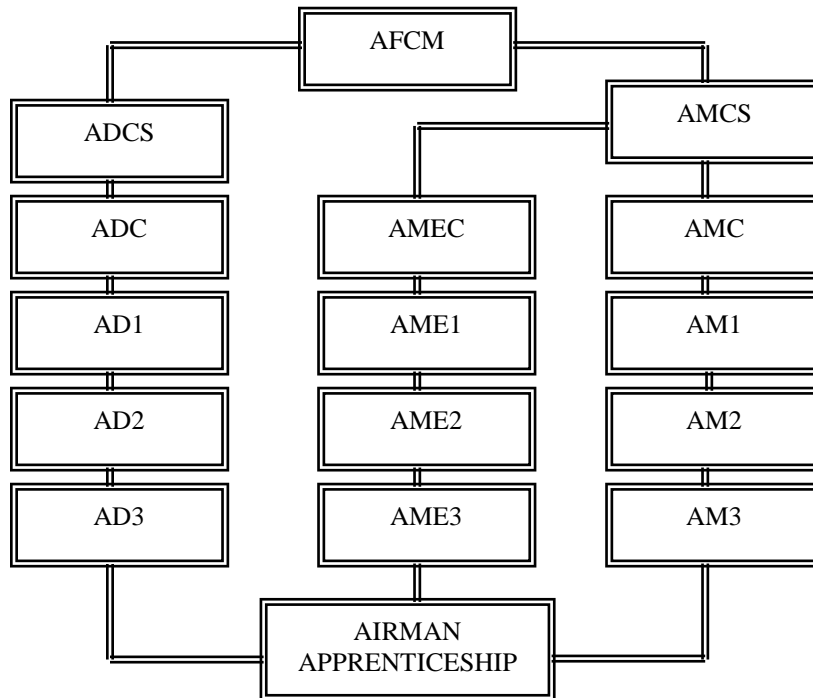 AFCM
ADCS
AMCS
ADC
AMEC
AMC
AD1
AME1
AM1
AD2
AME2
AM2
AD3
AME3
AM3
AIRMAN
APPRENTICESHIP